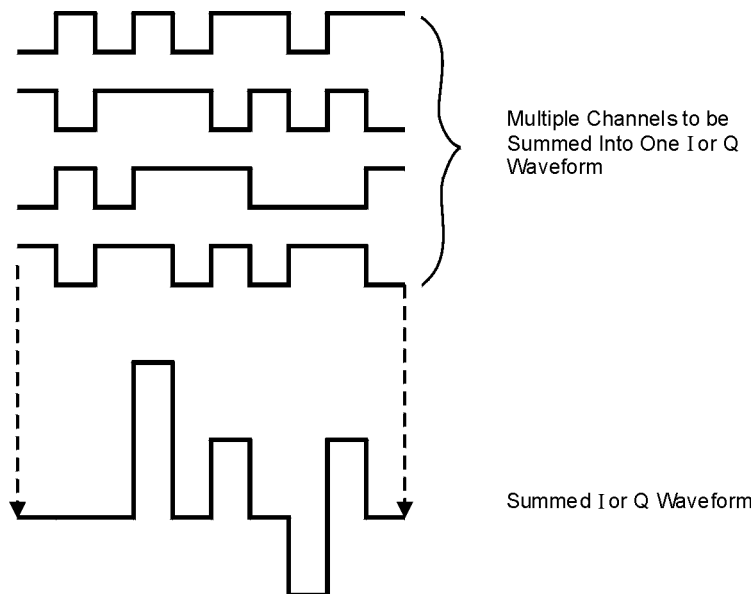 Multiple Channels to be
Summed Into One I or Q
Waveform
Summed I or Q Waveform